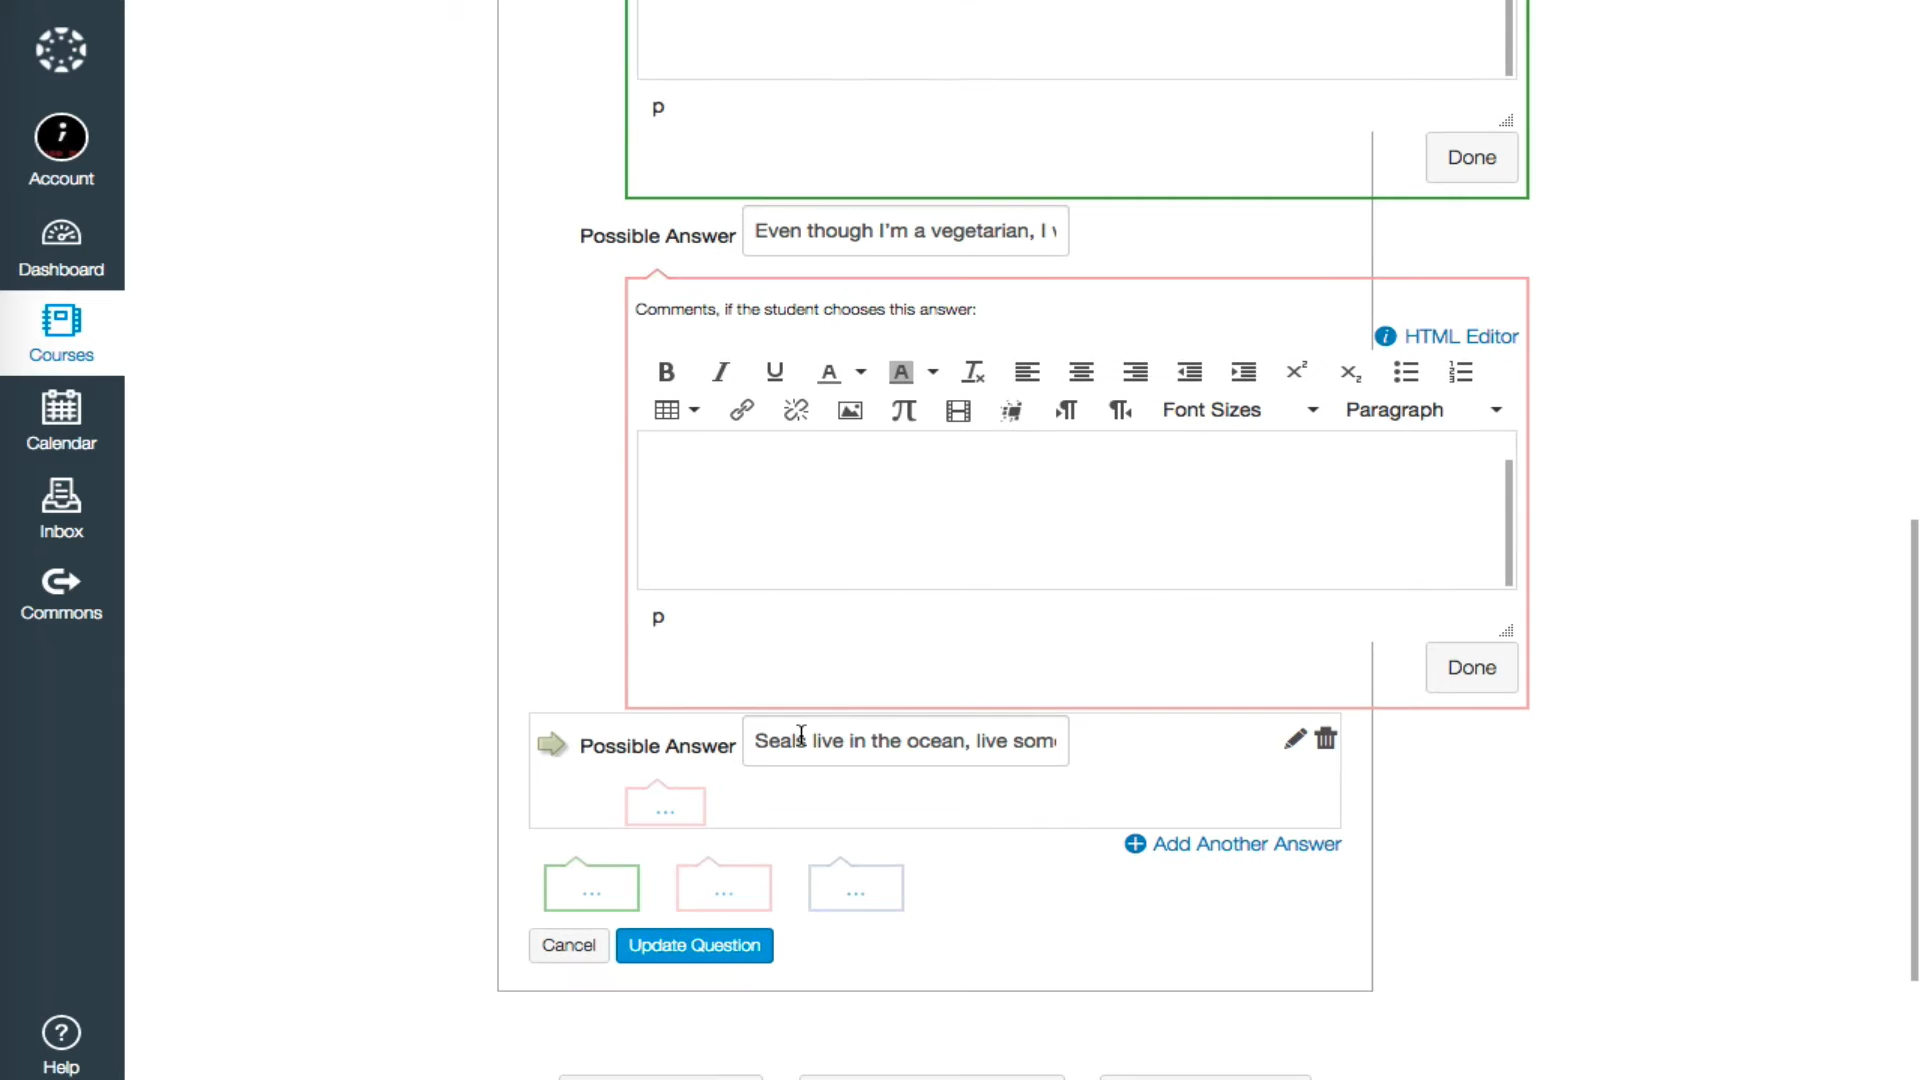 Account
Dashboard
Courses
Calendar
Inbox
Commons
Help
p
Done
Possible Answer
Even though I'm a vegetarian, I
Comments, if the student chooses this answer:
HTML Editor
Font Sizes
Paragraph
p
Done
Possible Answer
Seals live in the ocean, live som
...
Add Another Answer
... ... ...
Cancel
Update Question